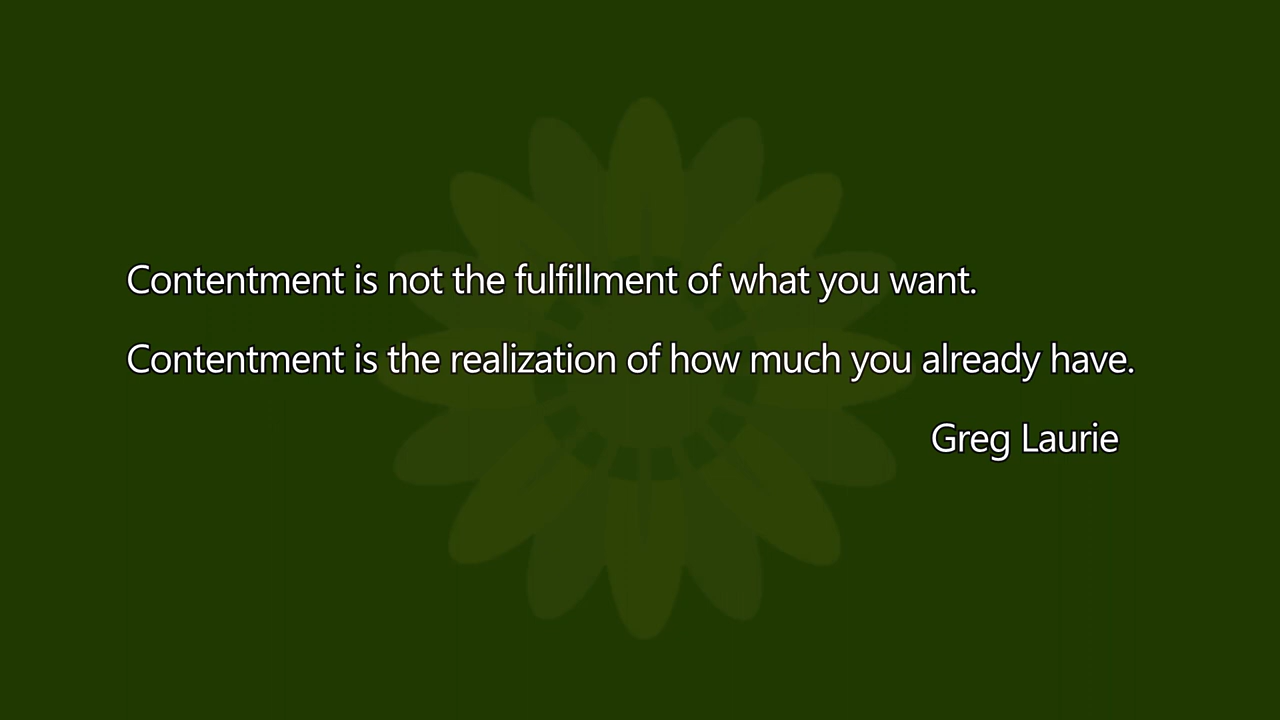 Contentment is not the fulfillment of what you want.
Contentment is the realization of how much you already have.
Greg Laurie